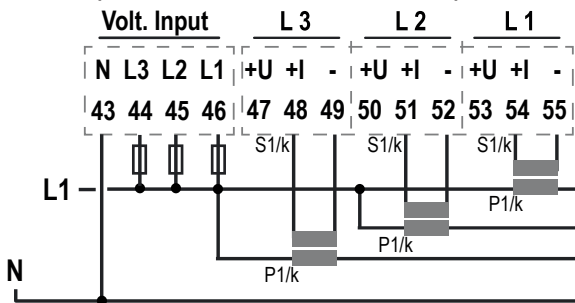 Volt. Input L 3 L 2 L 1
N L3 L2 L1 +U +I - +U +I - +U +I -
43 44 45 46 47 48 49 50 51 52 53 54 55
S1/k S1/k S1/k
L1
P1/k
P1/k
P1/k
N